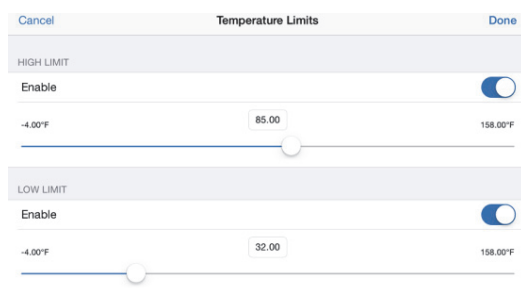 Cancel Temperature Limits Done
HIGH LIMIT
Enable
-4.00°F 85.00 158.00°F
LOW LIMIT
Enable
-4.00°F 32.00 158.00°F